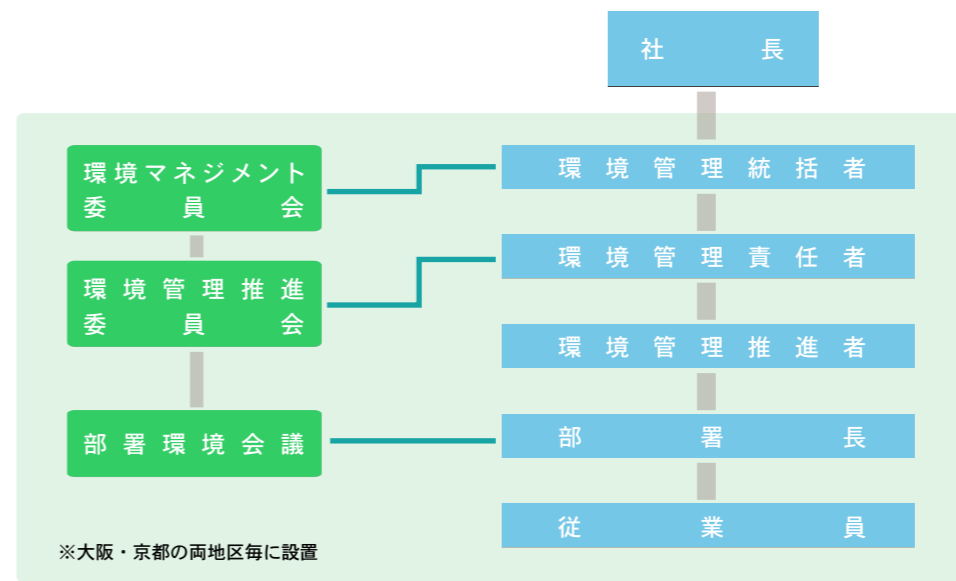 社長
環境マネジメント
委員会
環境管理統括者
環境管理推進
委員会
環境管理責任者
環境管理推進者
部署環境会議
部署長
従業員
※大阪・京都の両地区毎に設置